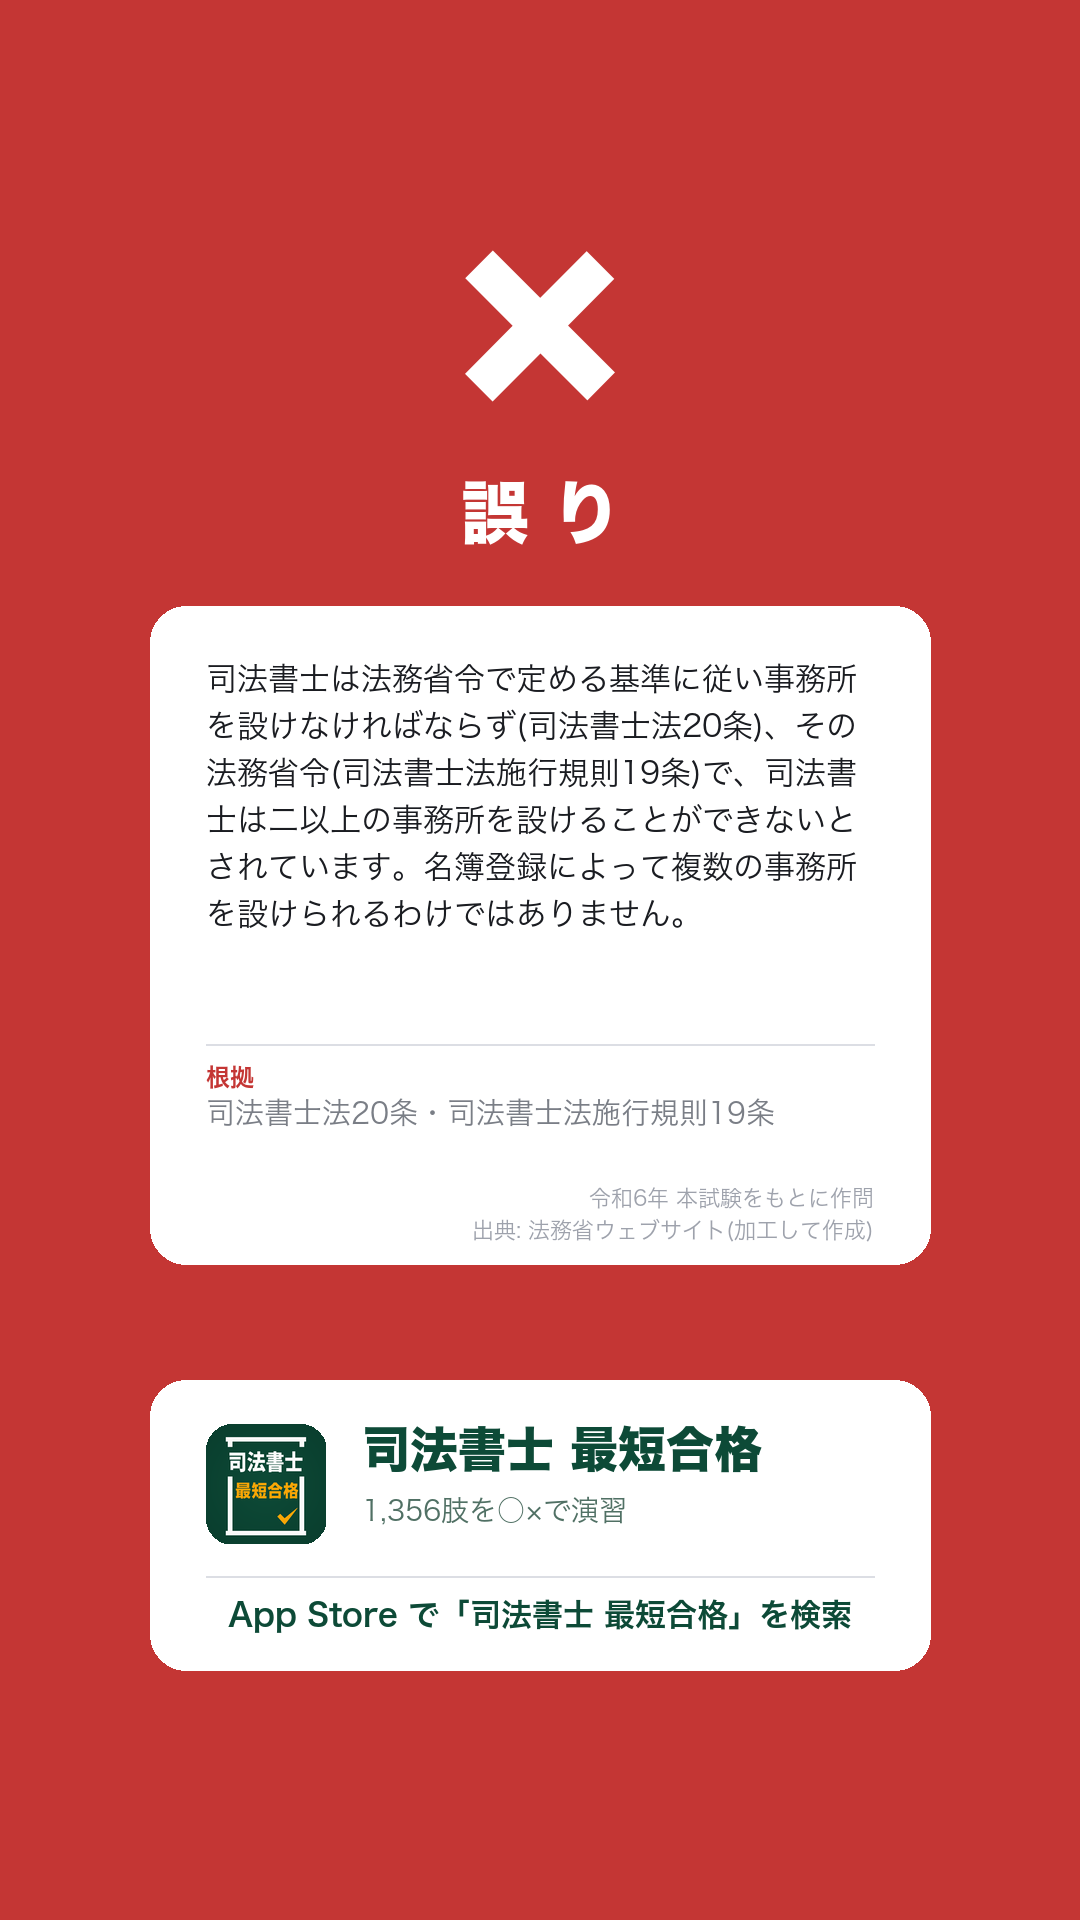 ×
誤り
司法書士は法務省令で定める基準に従い事務所
を設けなければならず(司法書士法20条)、その
法務省令(司法書士法施行規則19条)で、司法書
士は二以上の事務所を設けることができないと
されています。名簿登録によって複数の事務所
を設けられるわけではありません。
根拠
司法書士法20条・司法書士法施行規則19条
令和6年 本試験をもとに作問
出典: 法務省ウェブサイト(加工して作成)
司法書士
最短合格
司法書士 最短合格
1,356肢を○×で演習
App Store で「司法書士 最短合格」を検索